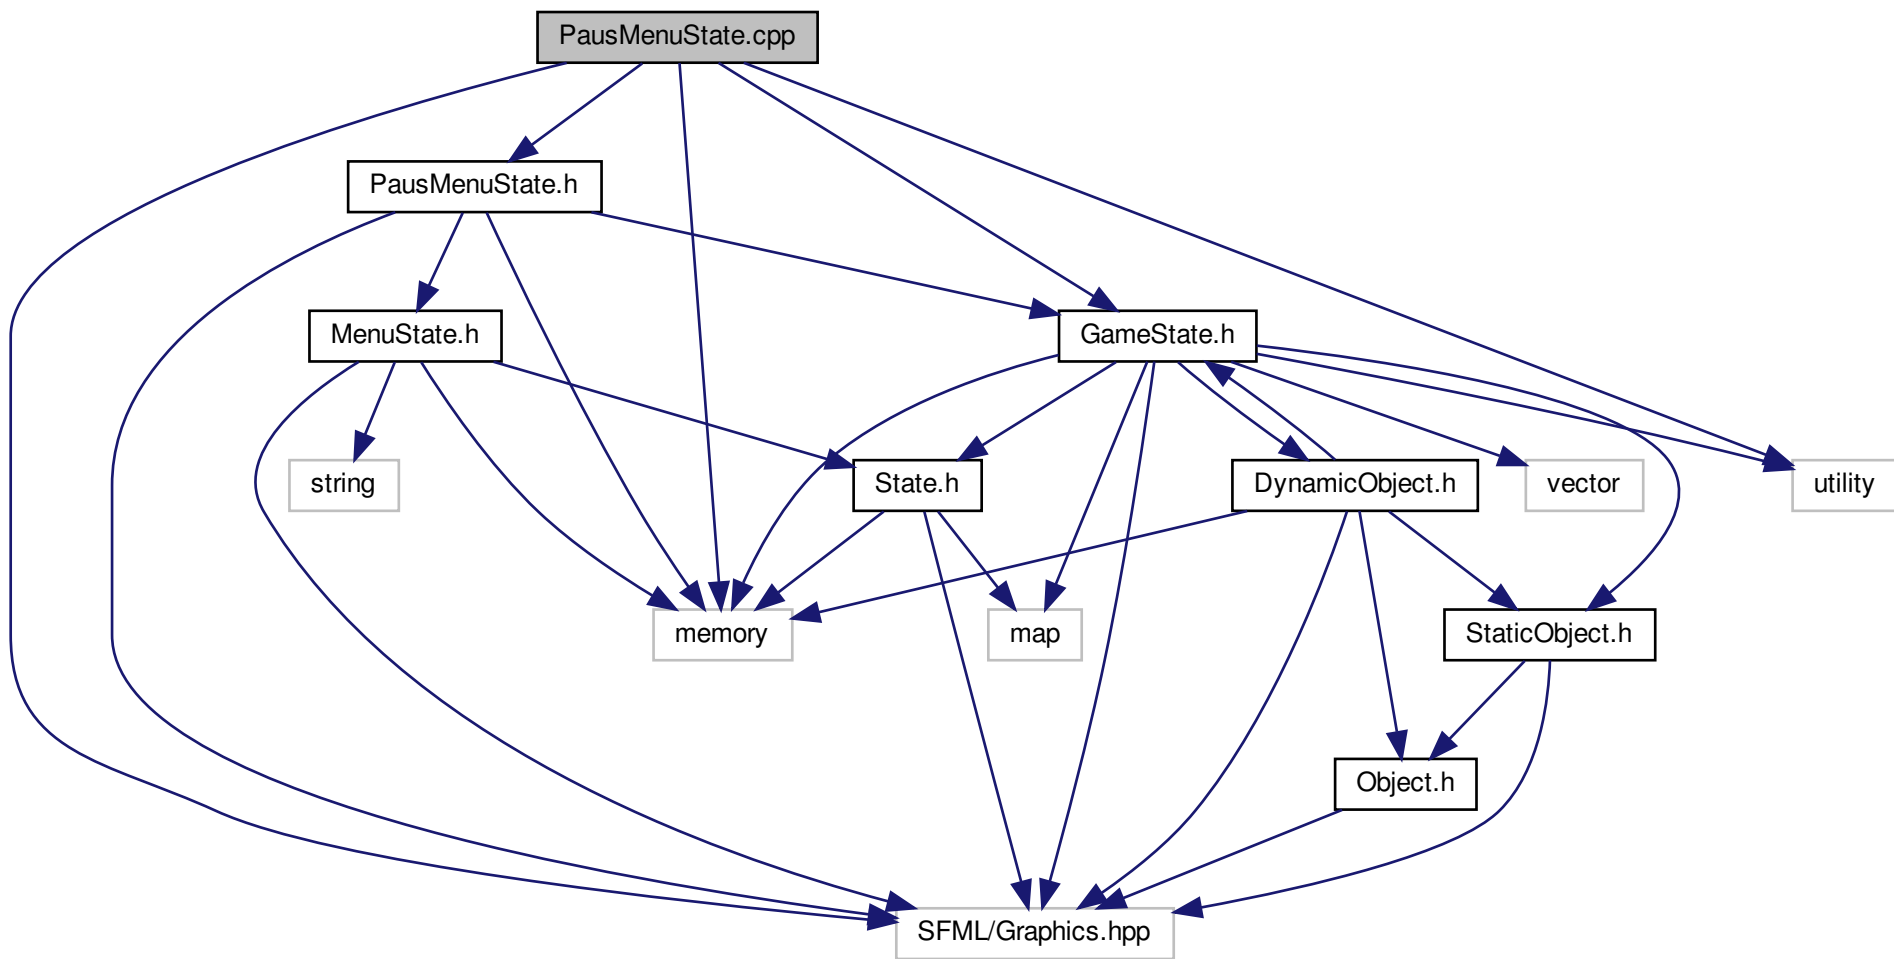 PausMenuState.cpp
PausMenuState.h
MenuState.h
GameState.h
string
State.h
DynamicObject.h
vector
utility
memory
map
StaticObject.h
Object.h
SFML/Graphics.hpp